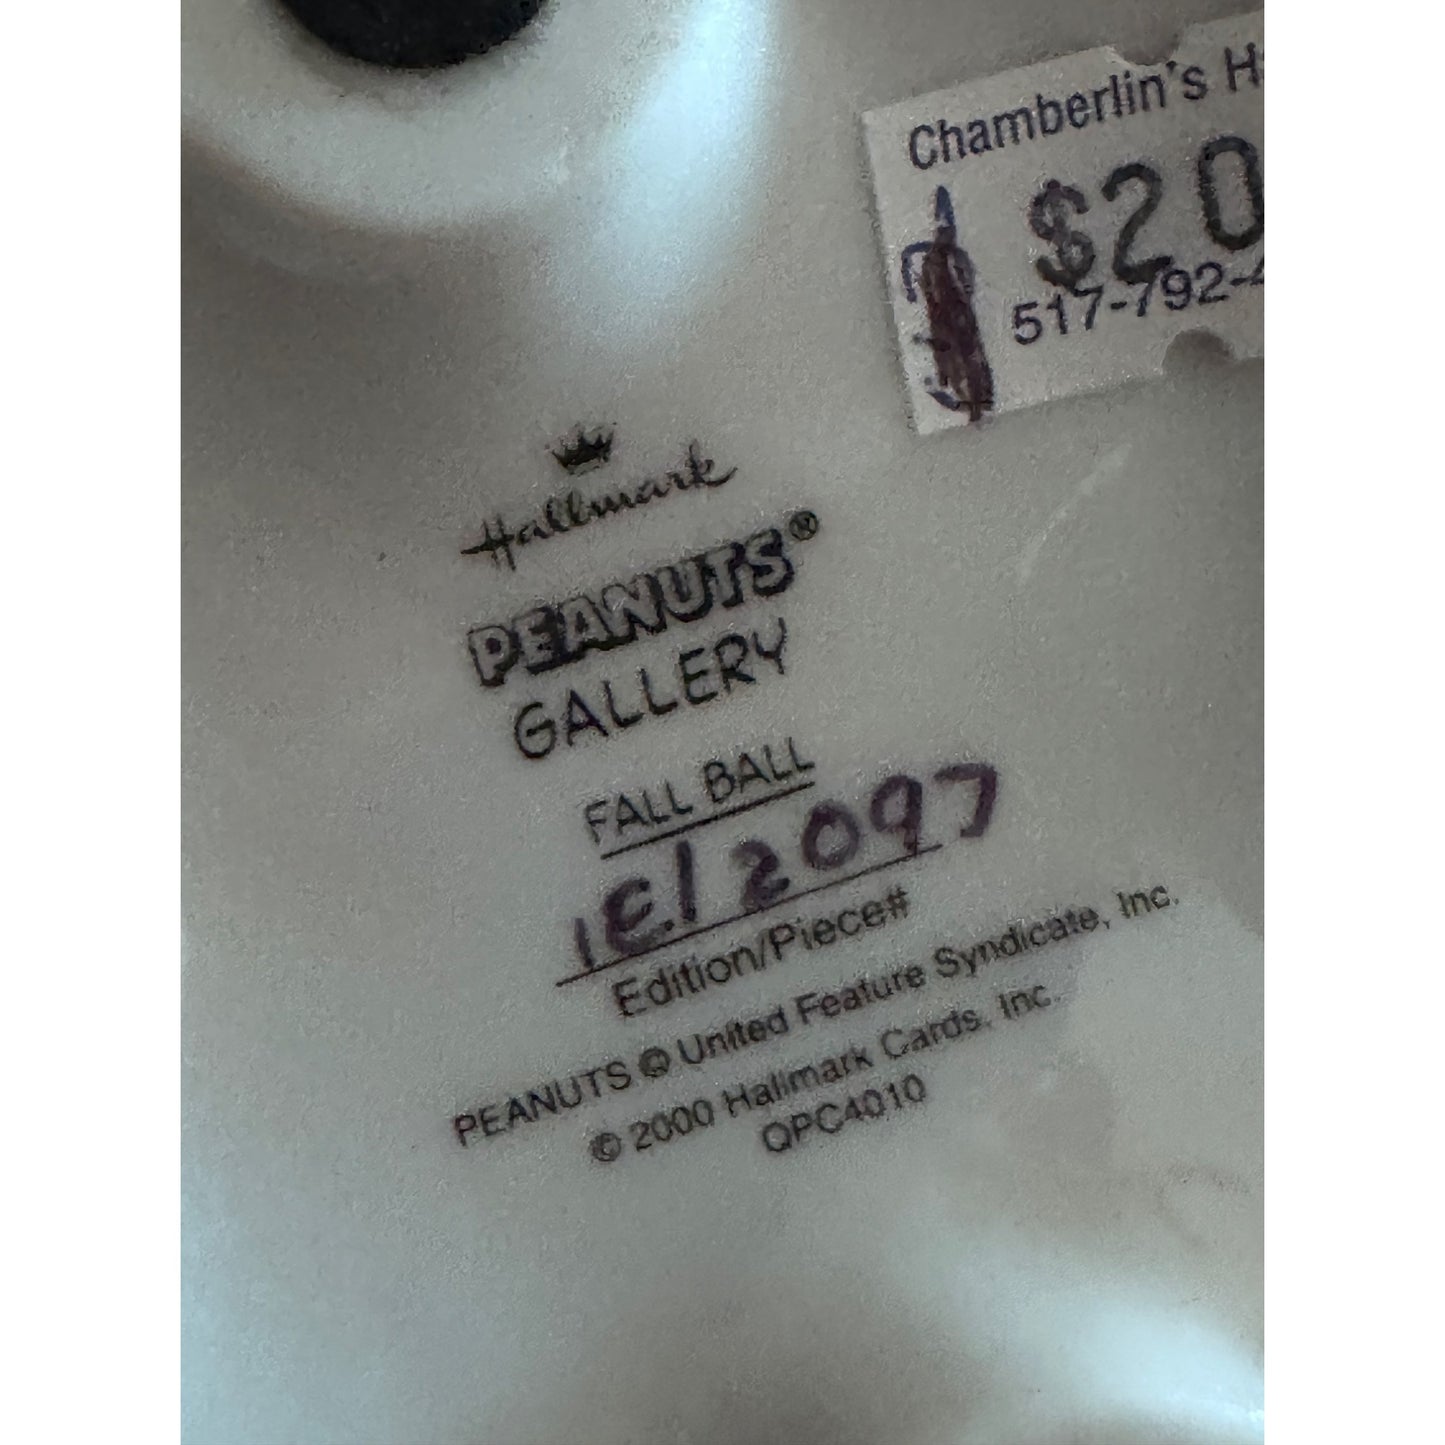 Chamberlin's H
$20
517-792-4
Hallmark
PEANUTS®
GALLERY
FALL BALL
1E/2097
Edition/Piece#
PEANUTS © United Feature Syndicate, Inc.
© 2000 Hallmark Cards, Inc.
QPC4010